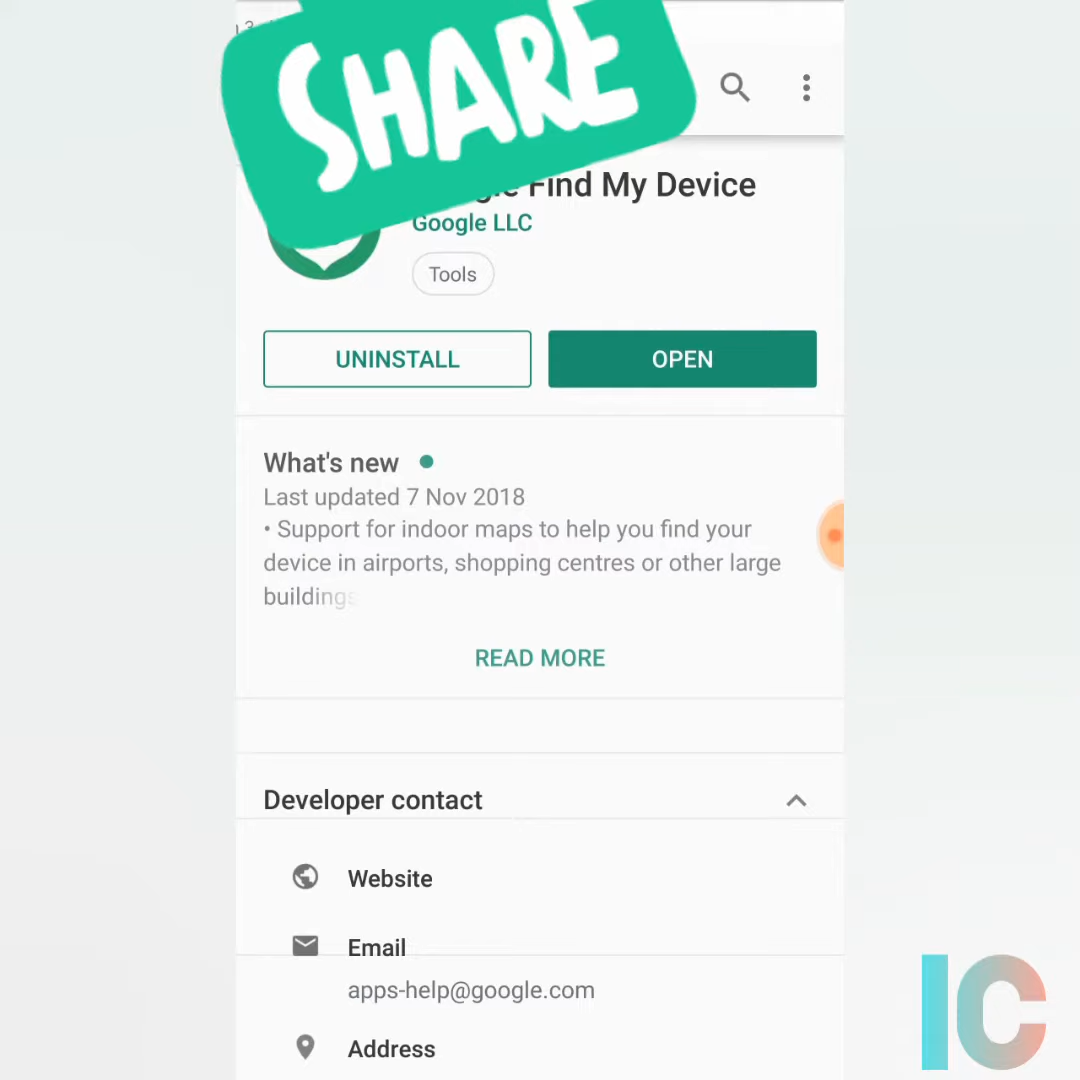 SHARE
Find My Device
Google LLC
Tools
UNINSTALL
OPEN
What's new
Last updated 7 Nov 2018
• Support for indoor maps to help you find your
device in airports, shopping centres or other large
buildings
READ MORE
Developer contact
Website
Email
apps-help@google.com
Address
IC